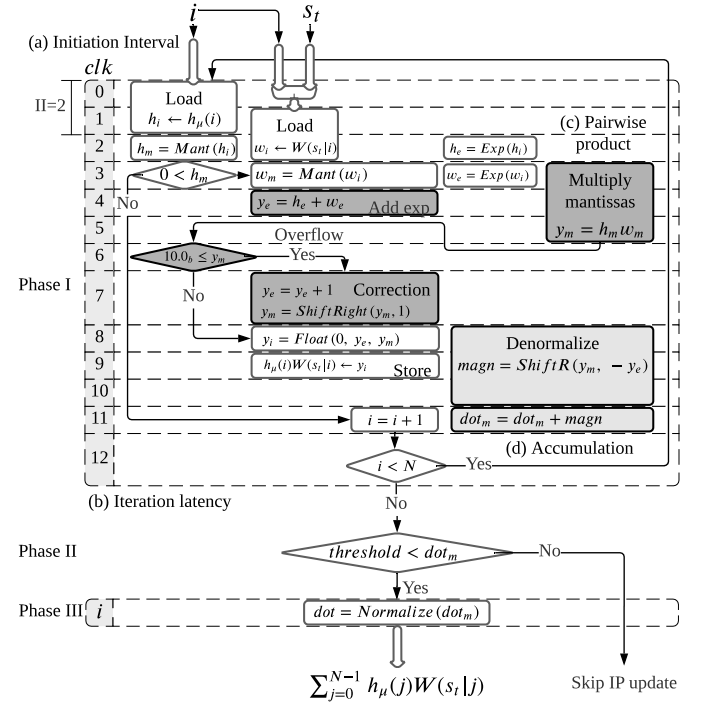 i s_t
(a) Initiation Interval
clk
0
II=2
Load
h_i ← h_μ(i)
1
Load
w_i ← W(s_t|i)
(c) Pairwise
product
2
h_m = Mant(h_i)
h_e = Exp(h_i)
3
0 < h_m
w_m = Mant(w_i)
w_e = Exp(w_i)
Multiply
mantissas
y_m = h_m w_m
No
4
y_e = h_e + w_e
Add exp
5
Overflow
6
10.0_b ≤ y_m
Yes
Phase I
7
y_e = y_e + 1 Correction
y_m = ShiftRight(y_m, 1)
No
8
y_i = Float(0, y_e, y_m)
Denormalize
magn = ShiftR(y_m, − y_e)
9
h_μ(i)W(s_t|i) ← y_i
Store
10
11
i = i + 1
dot_m = dot_m + magn
(d) Accumulation
12
i < N
Yes
(b) Iteration latency
No
Phase II
threshold < dot_m
No
Yes
Phase III
i
dot = Normalize(dot_m)
∑_{j=0}^{N−1} h_μ(j)W(s_t|j)
Skip IP update